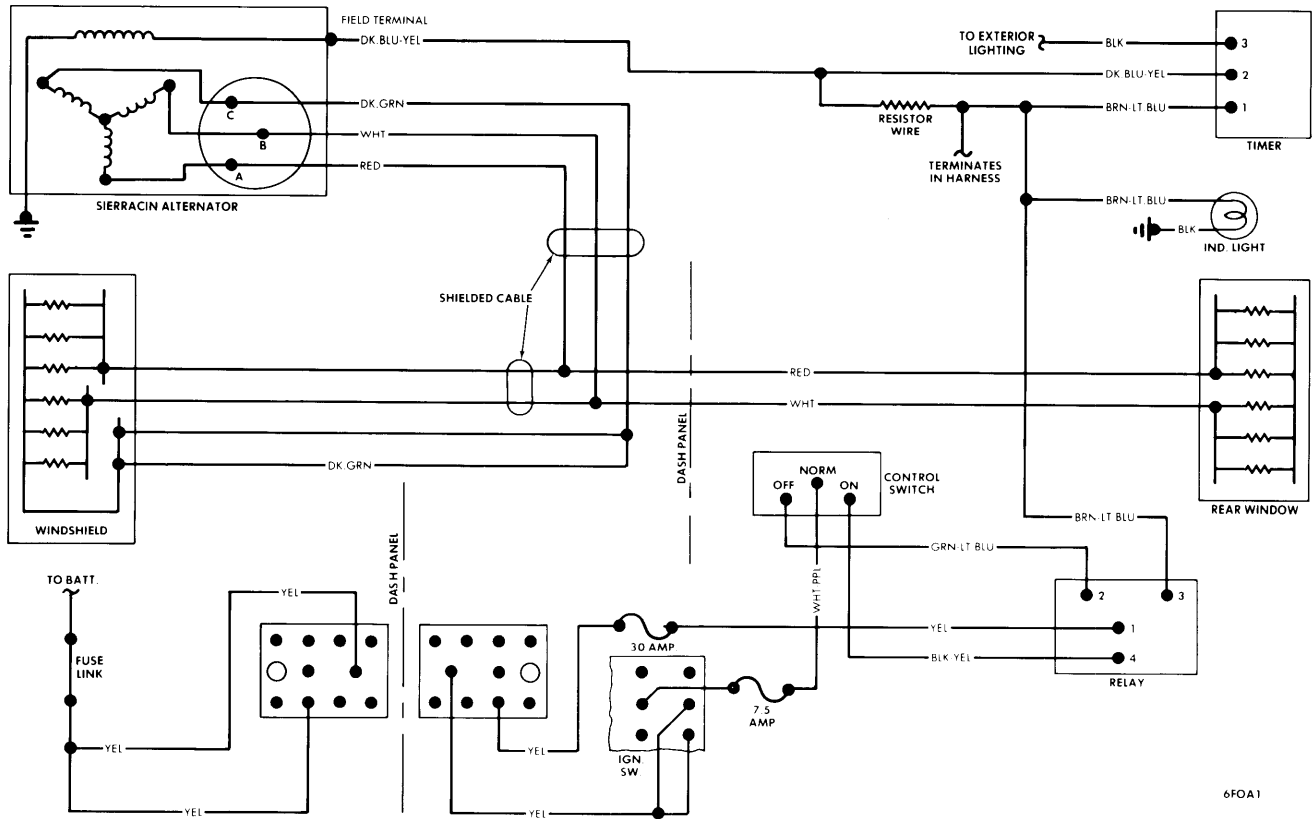 FIELD TERMINAL
DK.BLU-YEL
TO EXTERIOR
LIGHTING
BLK
3
DK BLU-YEL
2
DK.GRN
C
RESISTOR
WIRE
BRN-LT BLU
1
WHT
B
TIMER
RED
A
TERMINATES
IN HARNESS
SIERRACIN ALTERNATOR
BRN-LT.BLU
BLK
IND. LIGHT
SHIELDED CABLE
RED
WHT
DASH PANEL
DK.GRN
NORM
OFF
ON
CONTROL
SWITCH
WINDSHIELD
REAR WINDOW
BRN-LT BLU
GRN-LT BLU
DASH PANEL
TO BATT.
YEL
WHT PPL
2
3
30 AMP
YEL
1
FUSE
LINK
BLK-YEL
4
RELAY
7.5
AMP
YEL
YEL
IGN
SW.
YEL
YEL
6FOA1